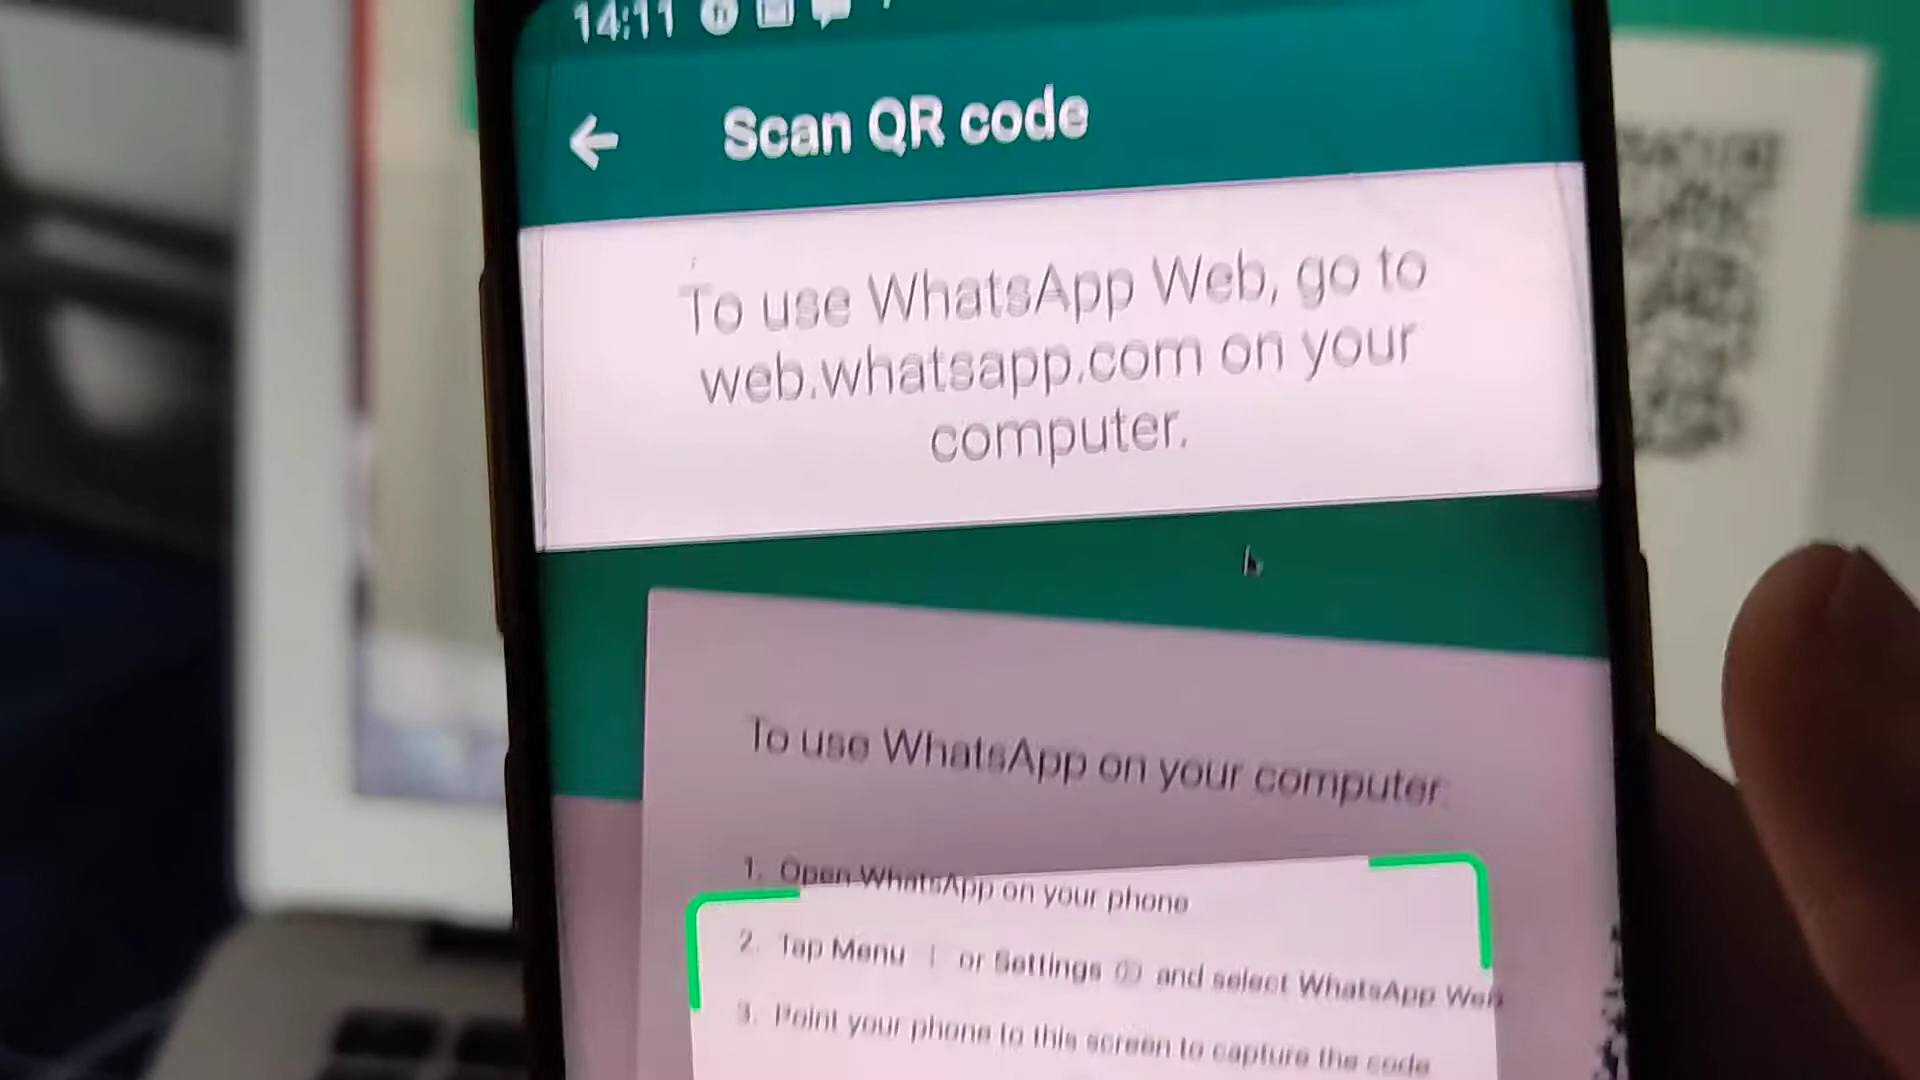 14:11
Scan QR code
To use WhatsApp Web, go to
web.whatsapp.com on your
computer.
To use WhatsApp on your computer:
1. Open WhatsApp on your phone
2. Tap Menu or Settings and select WhatsApp Web
3. Point your phone to this screen to capture the code